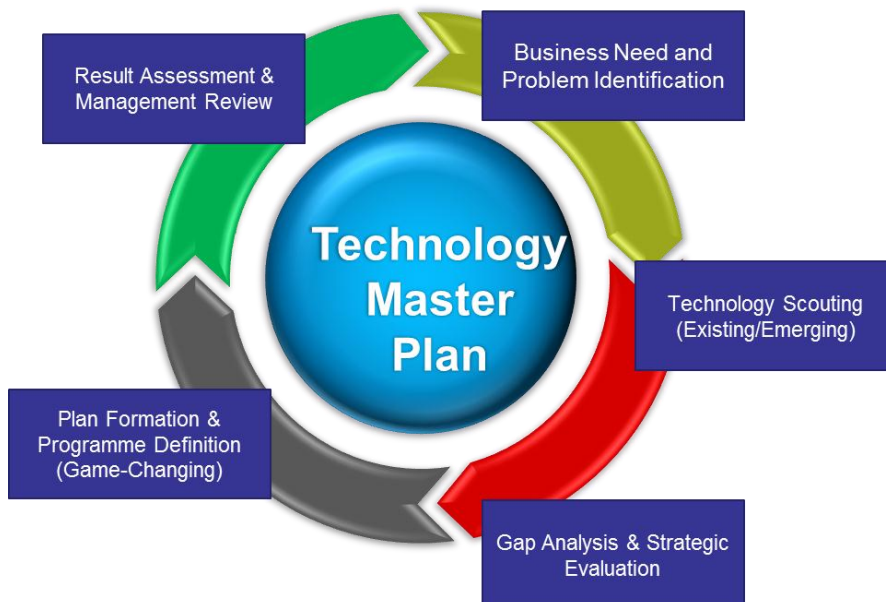 Business Need and
Problem Identification
Technology Scouting
(Existing/Emerging)
Gap Analysis & Strategic
Evaluation
Plan Formation &
Programme Definition
(Game-Changing)
Result Assessment &
Management Review
Technology
Master
Plan